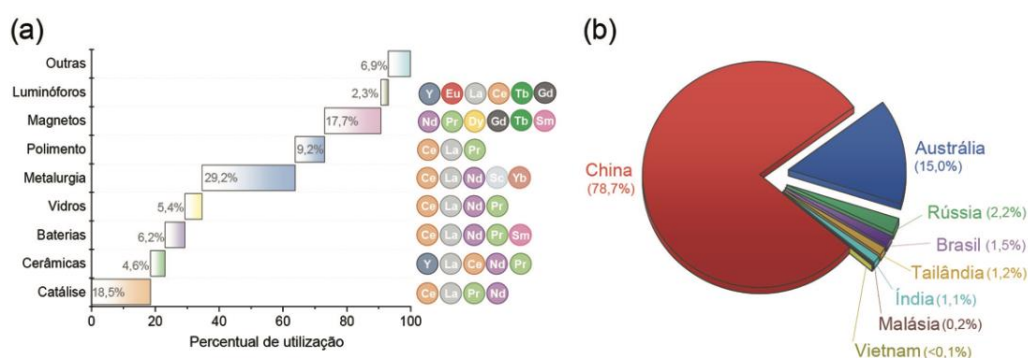 (a)
Outras 6,9%
Luminóforos 2,3% Y Eu La Ce Tb Gd
Magnetos 17,7% Nd Pr Dy Gd Tb Sm
Polimento 9,2% Ce La Pr
Metalurgia 29,2% Ce La Nd Sc Yb
Vidros 5,4% Ce La Nd Pr
Baterias 6,2% Ce La Nd Pr Sm
Cerâmicas 4,6% Y La Ce Nd Pr
Catálise 18,5% Ce La Pr Nd
0 20 40 60 80 100
Percentual de utilização
(b)
China
(78,7%)
Austrália
(15,0%)
Rússia (2,2%)
Brasil (1,5%)
Tailândia (1,2%)
Índia (1,1%)
Malásia (0,2%)
Vietnam (<0,1%)